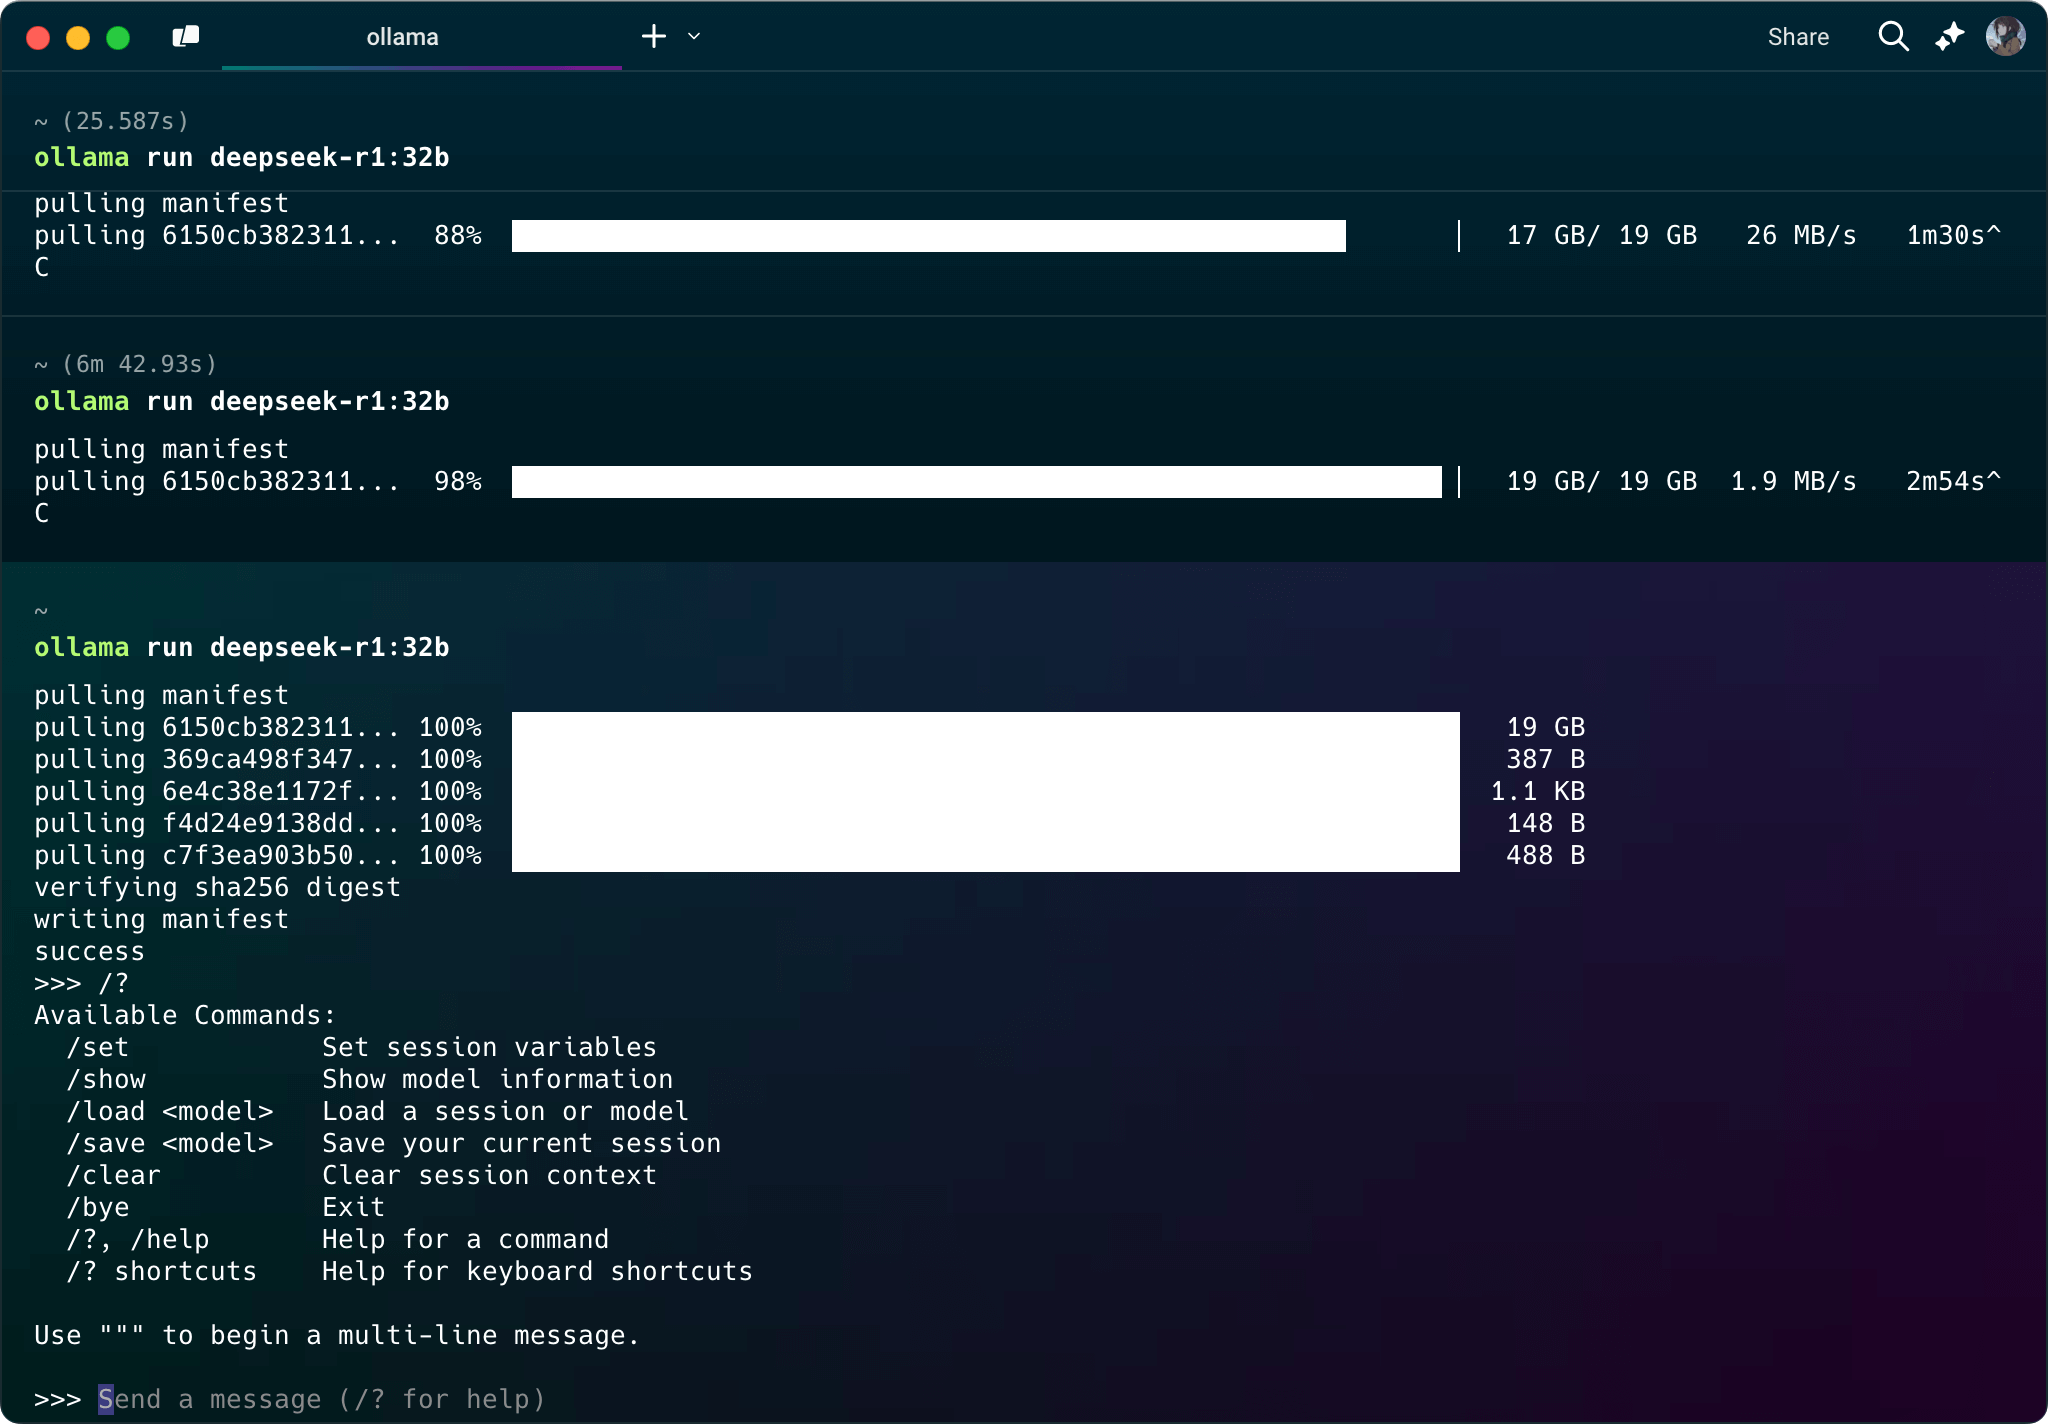 ollama
Share
~ (25.587s)
ollama run deepseek-r1:32b
pulling manifest
pulling 6150cb382311... 88% 17 GB/ 19 GB 26 MB/s 1m30s^
C
~ (6m 42.93s)
ollama run deepseek-r1:32b
pulling manifest
pulling 6150cb382311... 98% 19 GB/ 19 GB 1.9 MB/s 2m54s^
C
~
ollama run deepseek-r1:32b
pulling manifest
pulling 6150cb382311... 100% 19 GB
pulling 369ca498f347... 100% 387 B
pulling 6e4c38e1172f... 100% 1.1 KB
pulling f4d24e9138dd... 100% 148 B
pulling c7f3ea903b50... 100% 488 B
verifying sha256 digest
writing manifest
success
>>> /?
Available Commands:
/set Set session variables
/show Show model information
/load <model> Load a session or model
/save <model> Save your current session
/clear Clear session context
/bye Exit
/?, /help Help for a command
/? shortcuts Help for keyboard shortcuts
Use """ to begin a multi-line message.
>>> Send a message (/? for help)